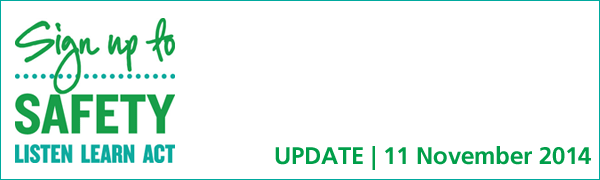 Sign up to
SAFETY
LISTEN LEARN ACT
UPDATE | 11 November 2014